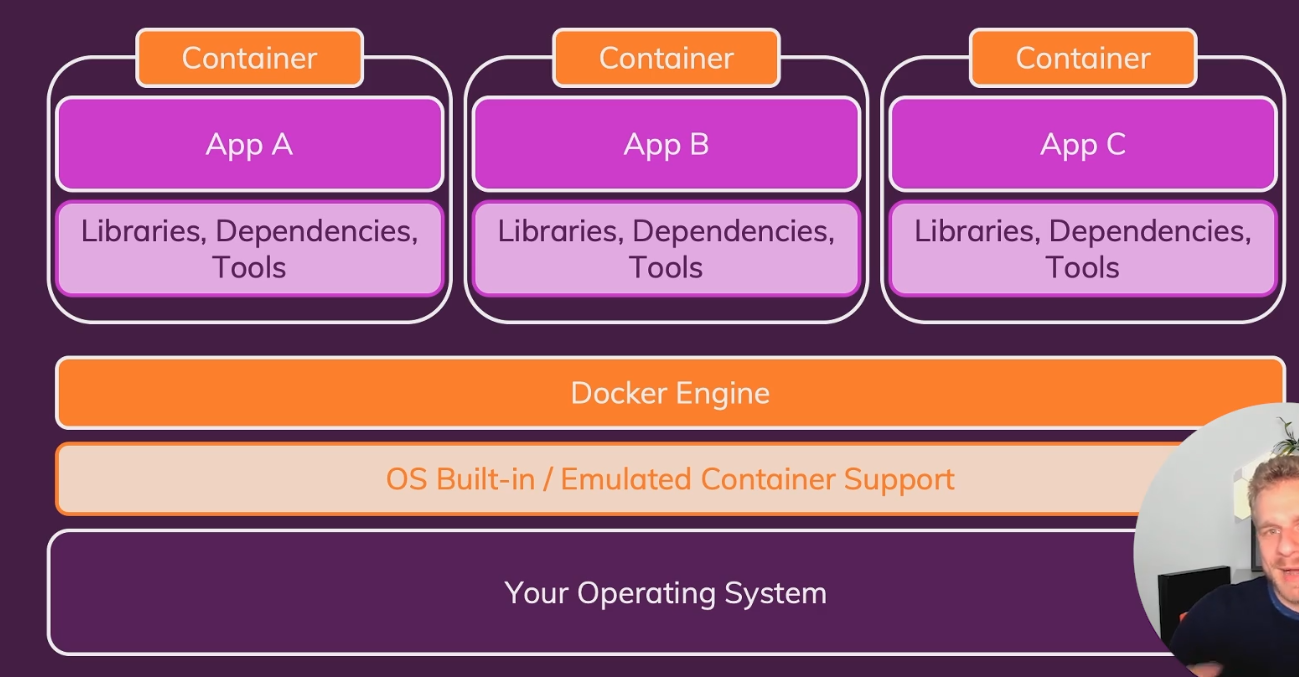 Container
Container
Container
App A
App B
App C
Libraries, Dependencies,
Tools
Libraries, Dependencies,
Tools
Libraries, Dependencies,
Tools
Docker Engine
OS Built-in / Emulated Container Support
Your Operating System